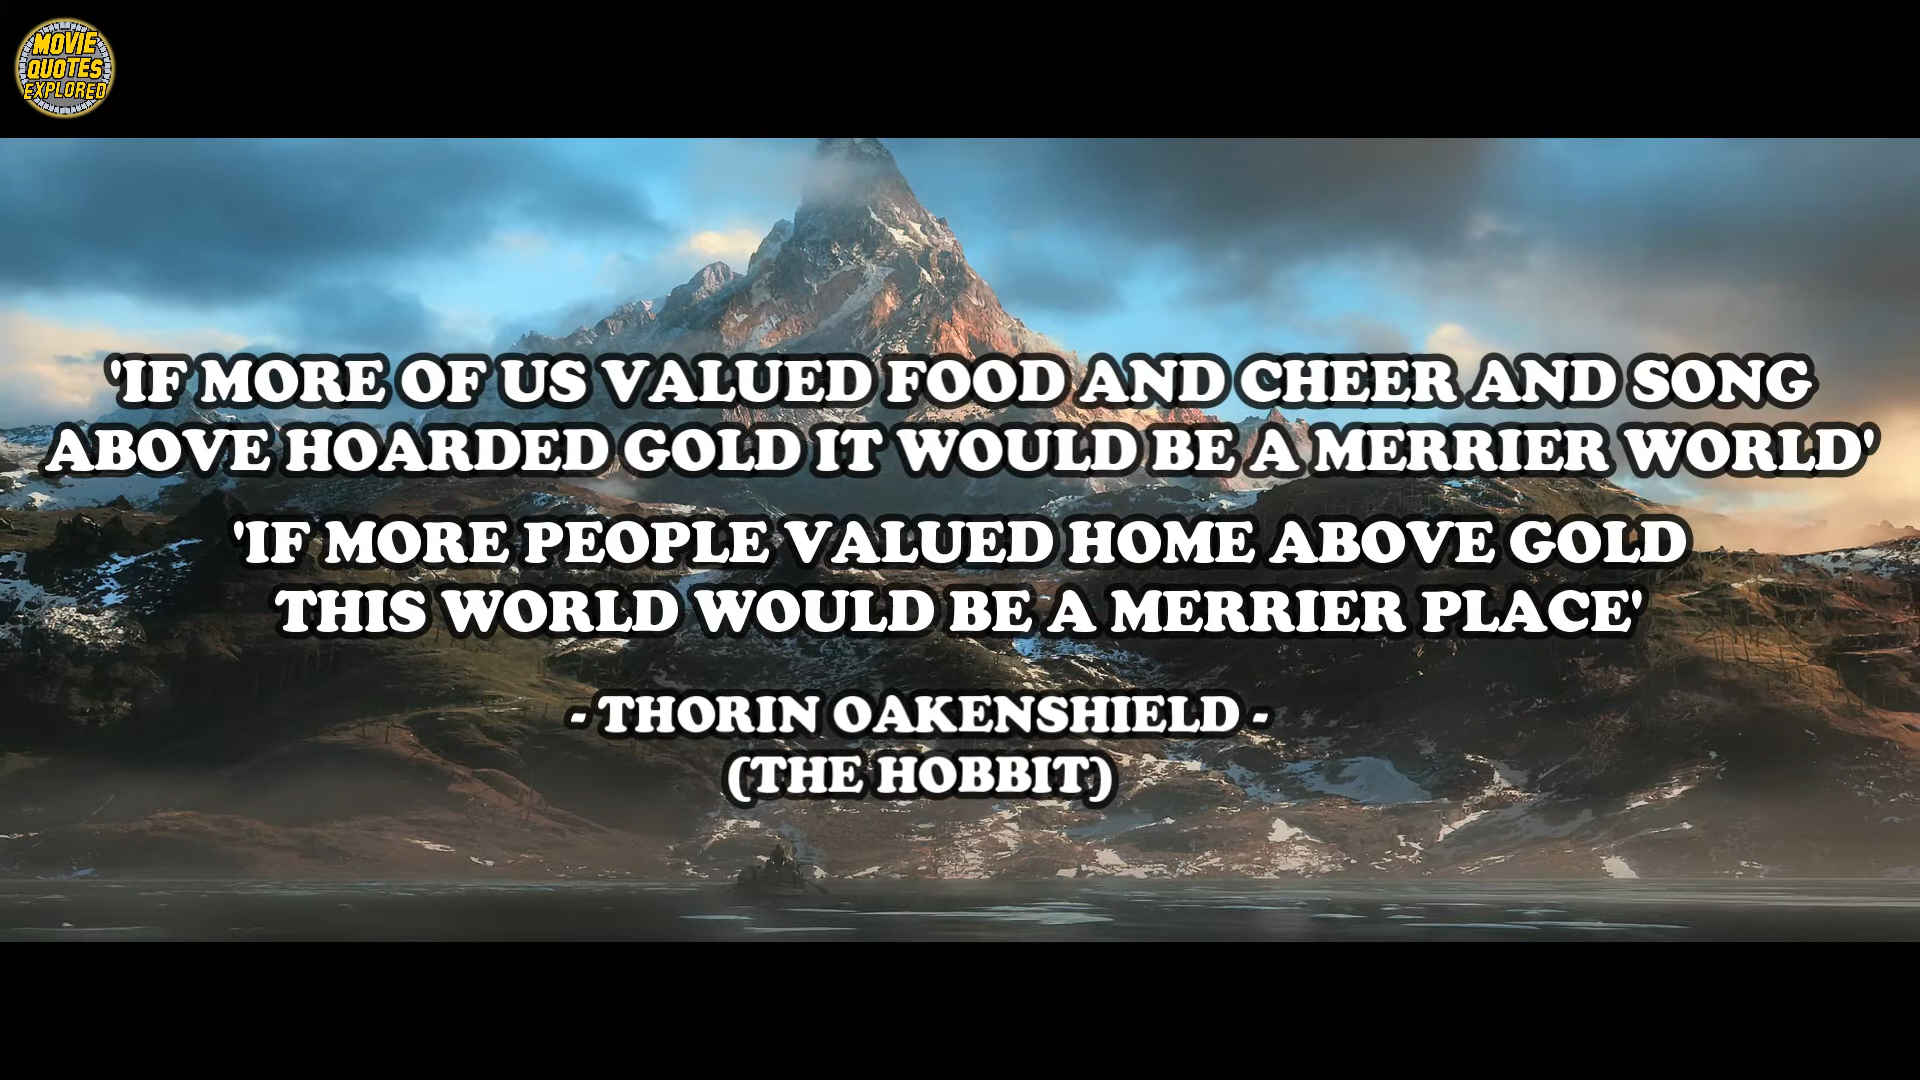 MOVIE
QUOTES
EXPLORED
'IF MORE OF US VALUED FOOD AND CHEER AND SONG
ABOVE HOARDED GOLD IT WOULD BE A MERRIER WORLD'
'IF MORE PEOPLE VALUED HOME ABOVE GOLD
THIS WORLD WOULD BE A MERRIER PLACE'
- THORIN OAKENSHIELD -
(THE HOBBIT)